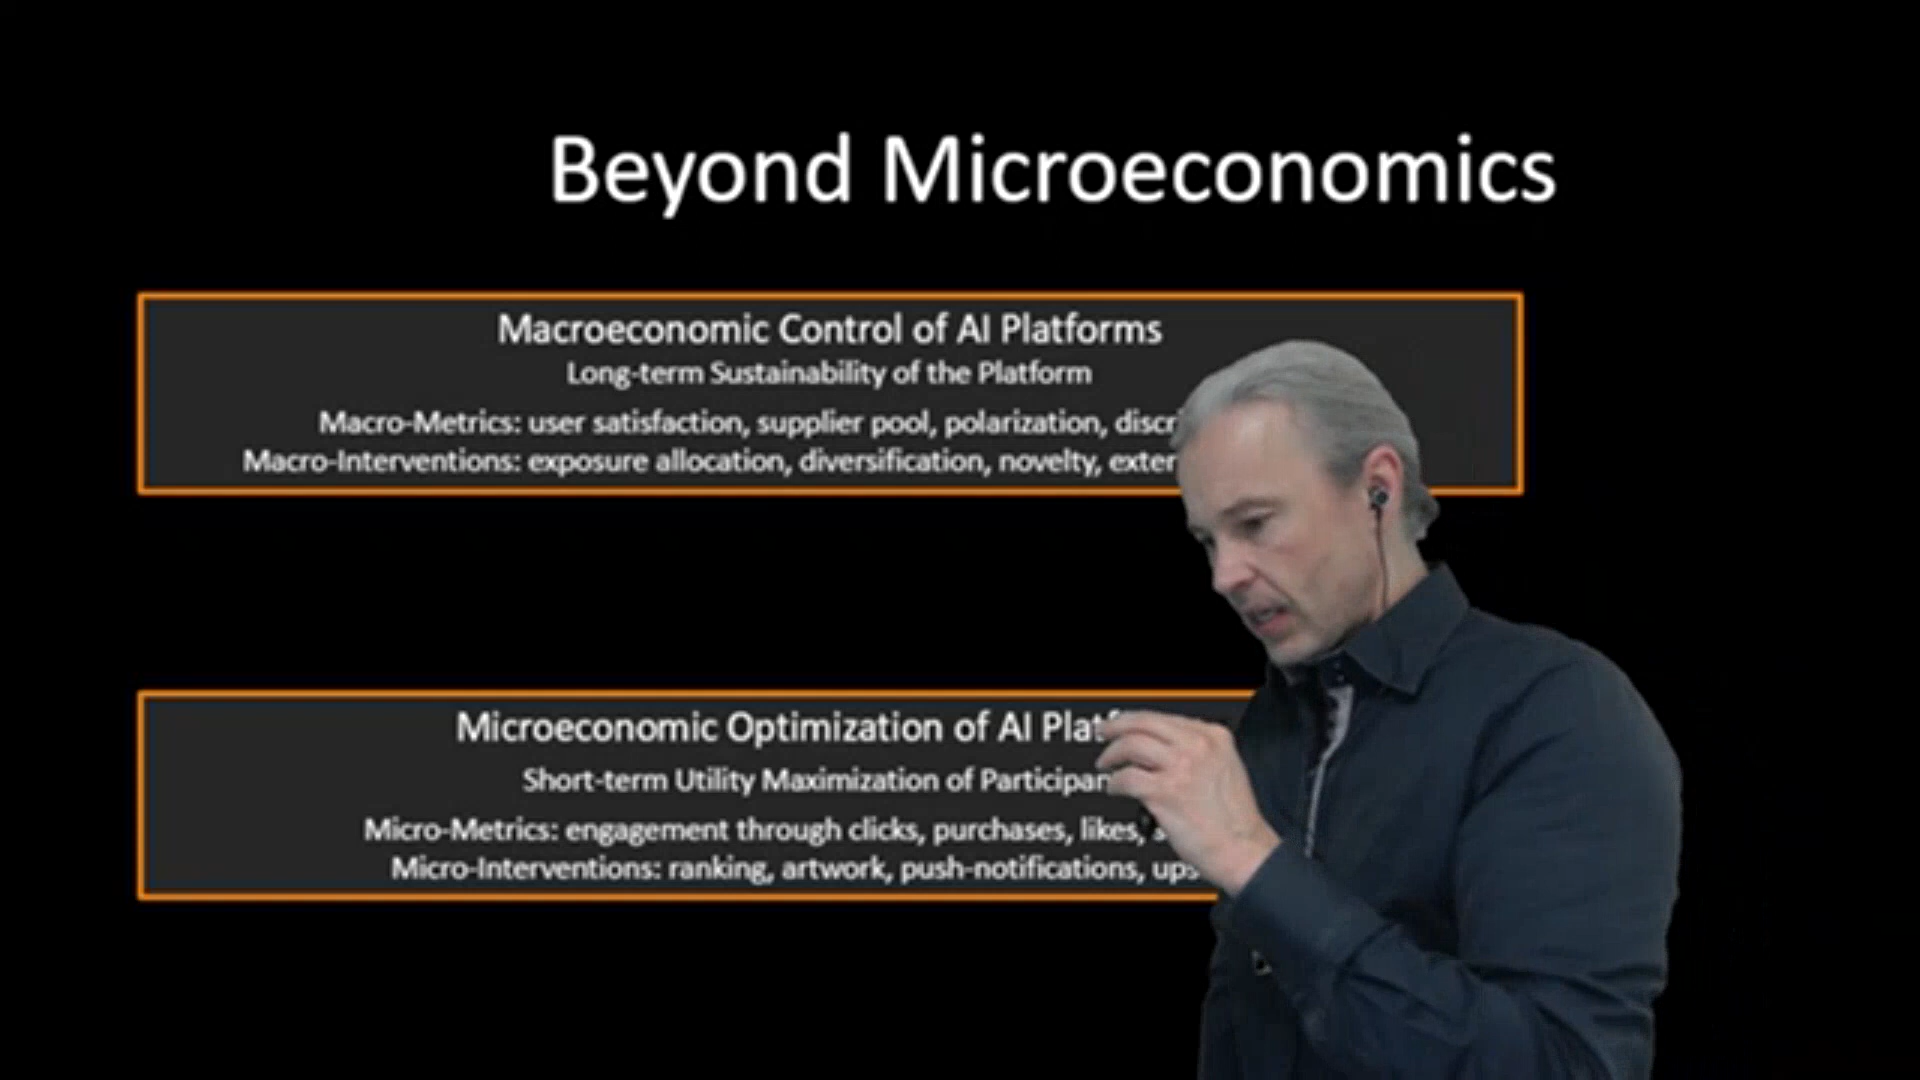 Beyond Microeconomics
Macroeconomic Control of AI Platforms
Long-term Sustainability of the Platform
Macro-Metrics: user satisfaction, supplier pool, polarization,
Macro-Interventions: exposure allocation, diversification, novelty,
Microeconomic Optimization of AI
Short-term Utility Maximization of
Micro-Metrics: engagement through clicks, purchases, likes,
Micro-Interventions: ranking, artwork, push-notifications,